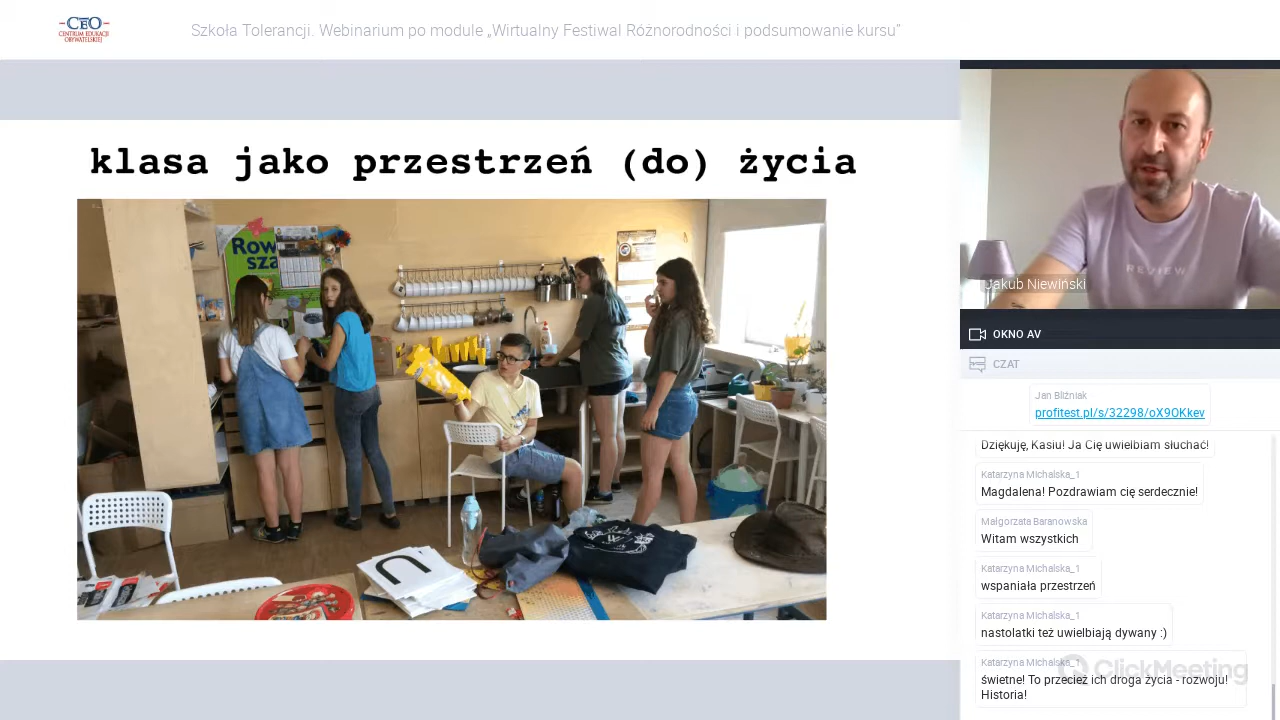 CEO
CENTRUM EDUKACJI
OBYWATELSKIEJ
Szkoła Tolerancji. Webinarium po module „Wirtualny Festiwal Różnorodności i podsumowanie kursu”
klasa jako przestrzeń (do) życia
Row
sza
REVIEW
Jakub Niewiński
OKNO AV
CZAT
Jan Bliźniak
profitest.pl/s/32298/oX9OKkev
Dziękuję, Kasiu! Ja Cię uwielbiam słuchać!
Katarzyna Michalska_1
Magdalena! Pozdrawiam cię serdecznie!
Małgorzata Baranowska
Witam wszystkich
Katarzyna Michalska_1
wspaniała przestrzeń
Katarzyna Michalska_1
nastolatki też uwielbiają dywany :)
Katarzyna Michalska_1
świetne! To przecież ich droga życia - rozwoju!
Historia!
ClickMeeting